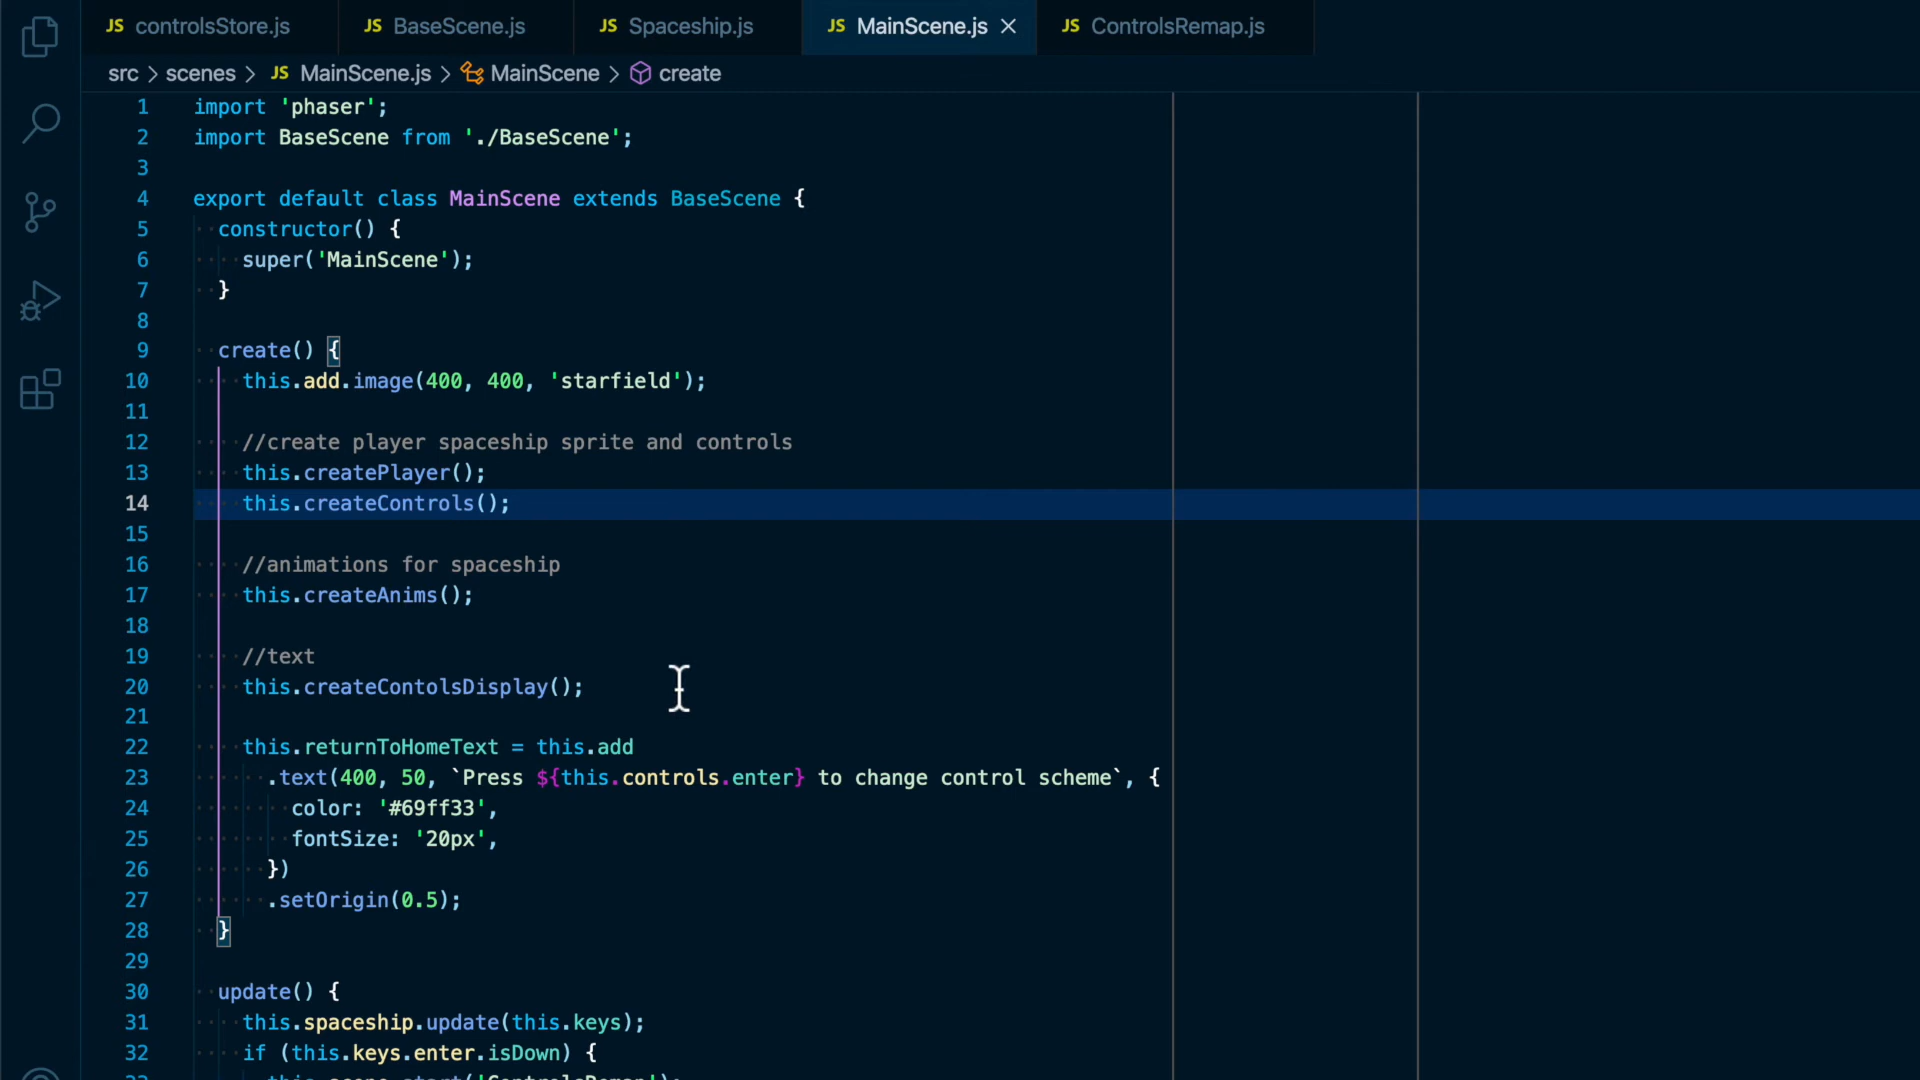 JS controlsStore.js JS BaseScene.js JS Spaceship.js JS MainScene.js × JS ControlsRemap.js
src > scenes > JS MainScene.js > MainScene > create
1 import 'phaser';
2 import BaseScene from './BaseScene';
3
4 export default class MainScene extends BaseScene {
5 constructor() {
6 super('MainScene');
7 }
8
9 create() {
10 this.add.image(400, 400, 'starfield');
11
12 //create player spaceship sprite and controls
13 this.createPlayer();
14 this.createControls();
15
16 //animations for spaceship
17 this.createAnims();
18
19 //text
20 this.createContolsDisplay();
21
22 this.returnToHomeText = this.add
23 .text(400, 50, `Press ${this.controls.enter} to change control scheme`, {
24 color: '#69ff33',
25 fontSize: '20px',
26 })
27 .setOrigin(0.5);
28 }
29
30 update() {
31 this.spaceship.update(this.keys);
32 if (this.keys.enter.isDown) {
33 this.scene.start('ControlsRemap');